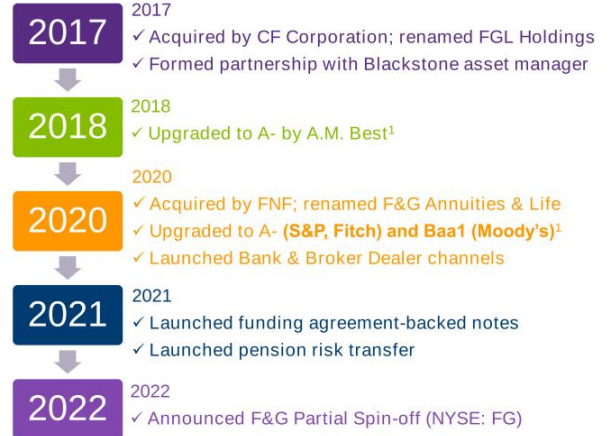 2017
2017
✓ Acquired by CF Corporation; renamed FGL Holdings
✓ Formed partnership with Blackstone asset manager
2018
2018
✓ Upgraded to A- by A.M. Best¹
2020
2020
✓ Acquired by FNF; renamed F&G Annuities & Life
✓ Upgraded to A- (S&P, Fitch) and Baa1 (Moody's)¹
✓ Launched Bank & Broker Dealer channels
2021
2021
✓ Launched funding agreement-backed notes
✓ Launched pension risk transfer
2022
2022
✓ Announced F&G Partial Spin-off (NYSE: FG)